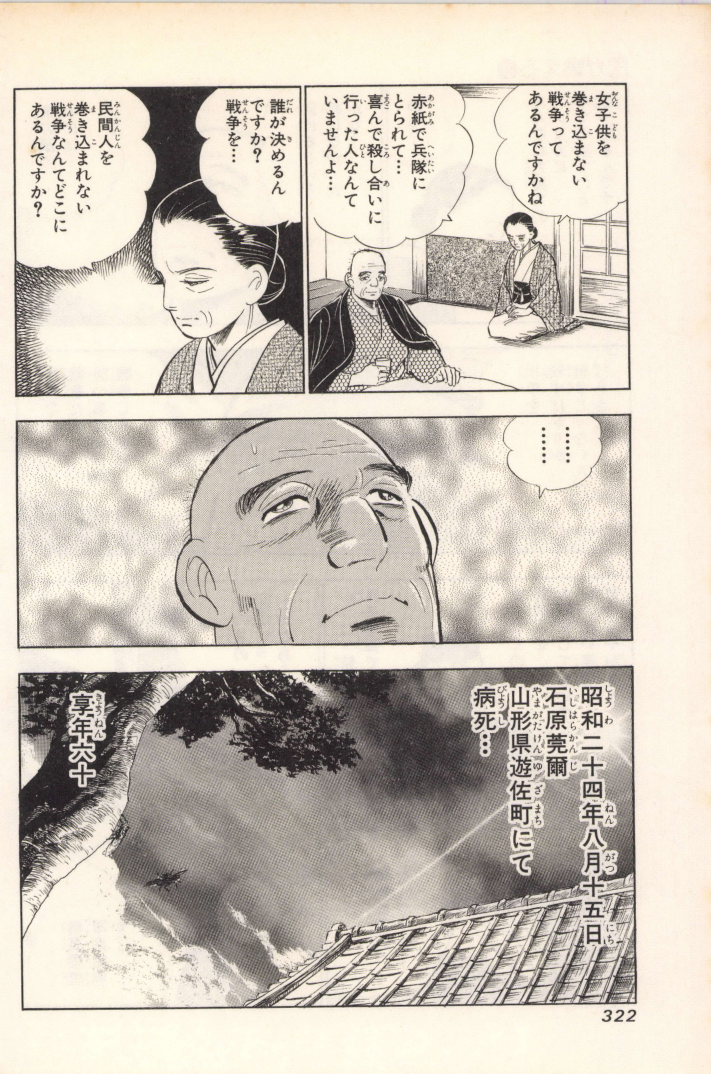 女子供を
巻き込まない
戦争って
あるんですかね
赤紙で兵隊に
とられて…
喜んで殺し合いに
行った人なんて
いませんよ…
誰が決めるん
ですか?
戦争を…
民間人を
巻き込まれない
戦争なんてどこに
あるんですか?
………
………
昭和二十四年八月十五日
石原莞爾
山形県遊佐町にて
病死…
享年六十
322